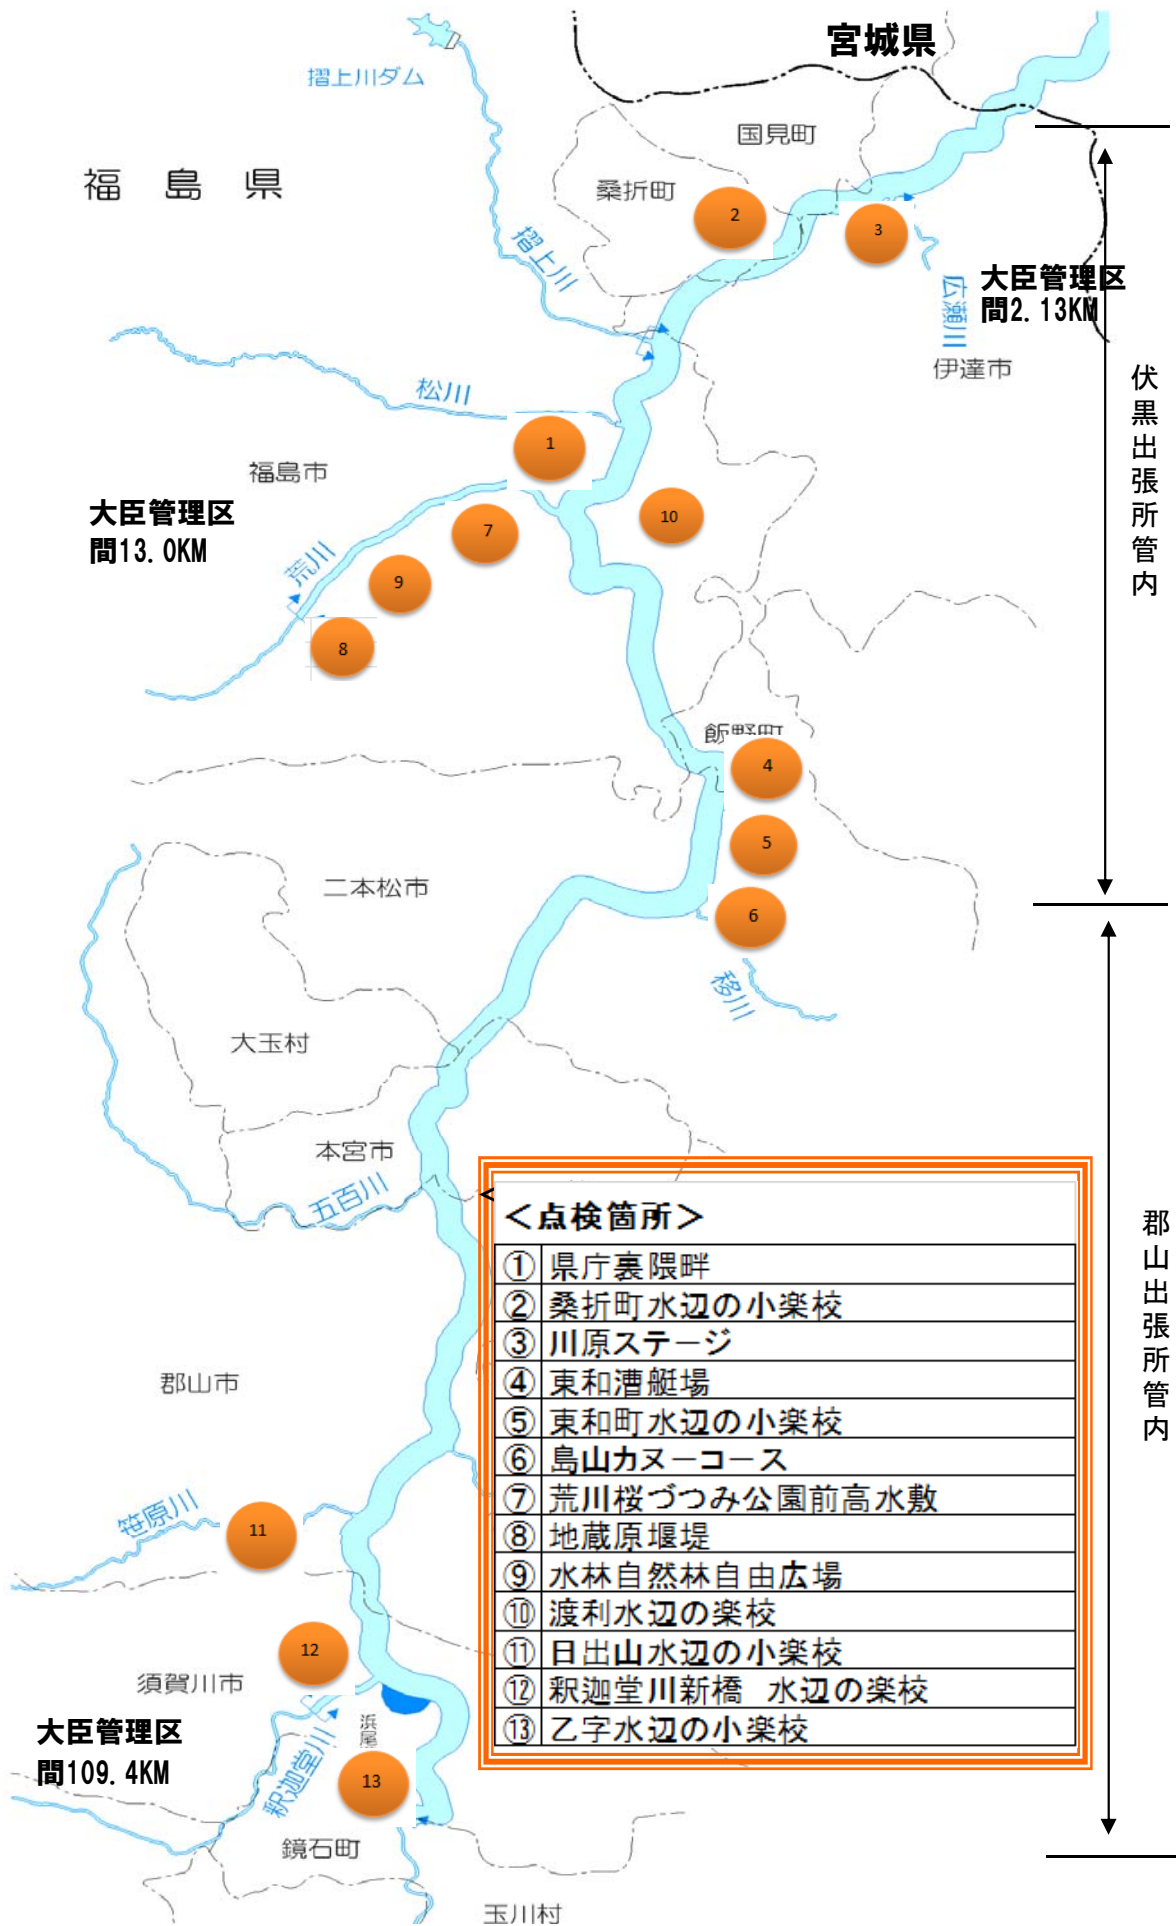 宮城県
摺上川ダム
国見町
福島県
桑折町
2
3
摺上川
大臣管理区
間2.13KM
広瀬川
伊達市
伏黒出張所管内
松川
1
福島市
大臣管理区
間13.0KM
7
10
荒川
9
8
飯野町
4
5
二本松市
6
移川
大玉村
本宮市
五百川
郡山出張所管内
＜点検箇所＞
① 県庁裏隈畔
② 桑折町水辺の小楽校
③ 川原ステージ
④ 東和漕艇場
⑤ 東和町水辺の小楽校
⑥ 島山カヌーコース
⑦ 荒川桜づつみ公園前高水敷
⑧ 地蔵原堰堤
⑨ 水林自然林自由広場
⑩ 渡利水辺の楽校
⑪ 日出山水辺の小楽校
⑫ 釈迦堂川新橋 水辺の楽校
⑬ 乙字水辺の小楽校
郡山市
笹原川
11
12
須賀川市
大臣管理区
間109.4KM
浜尾
釈迦堂川
13
鏡石町
玉川村